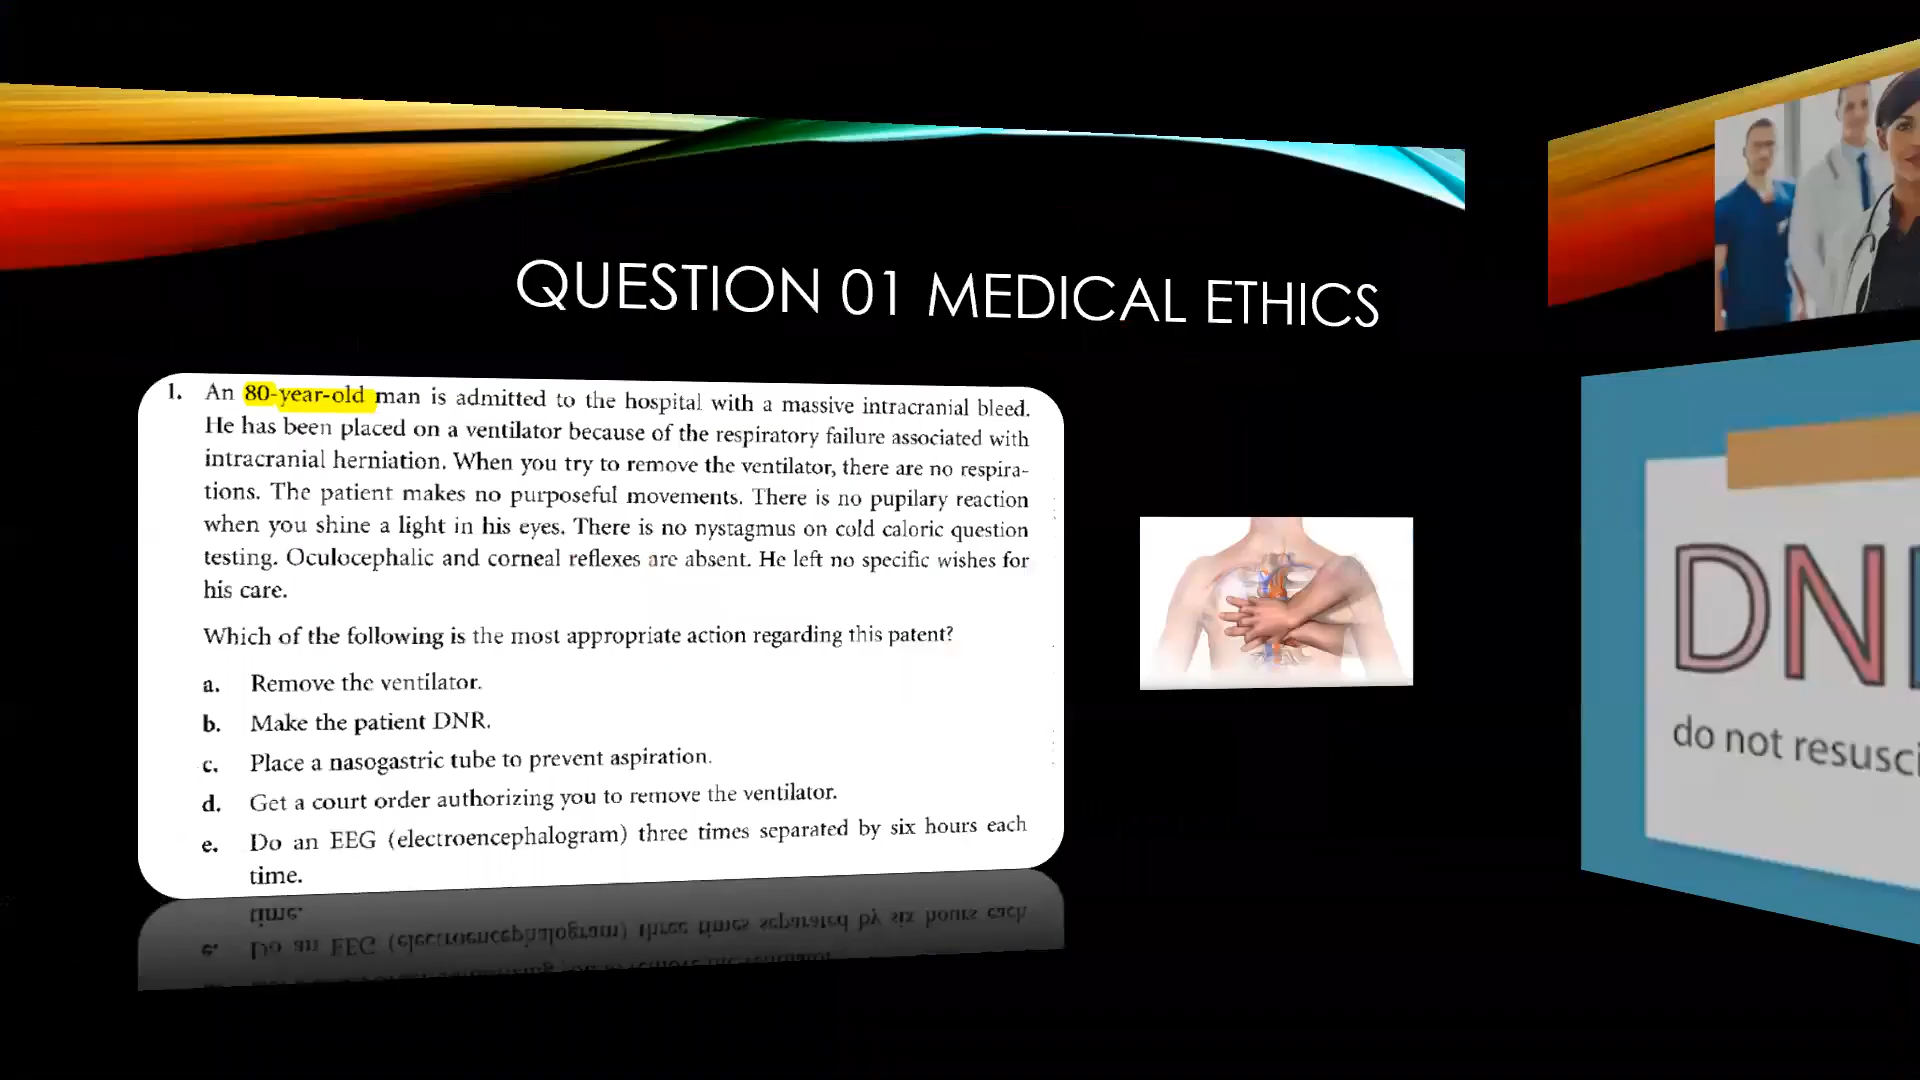 QUESTION 01 MEDICAL ETHICS
1. An 80-year-old man is admitted to the hospital with a massive intracranial bleed.
He has been placed on a ventilator because of the respiratory failure associated with
intracranial herniation. When you try to remove the ventilator, there are no respira-
tions. The patient makes no purposeful movements. There is no pupilary reaction
when you shine a light in his eyes. There is no nystagmus on cold caloric question
testing. Oculocephalic and corneal reflexes are absent. He left no specific wishes for
his care.
Which of the following is the most appropriate action regarding this patent?
a. Remove the ventilator.
b. Make the patient DNR.
c. Place a nasogastric tube to prevent aspiration.
d. Get a court order authorizing you to remove the ventilator.
e. Do an EEG (electroencephalogram) three times separated by six hours each
time.
DN
do not resusci